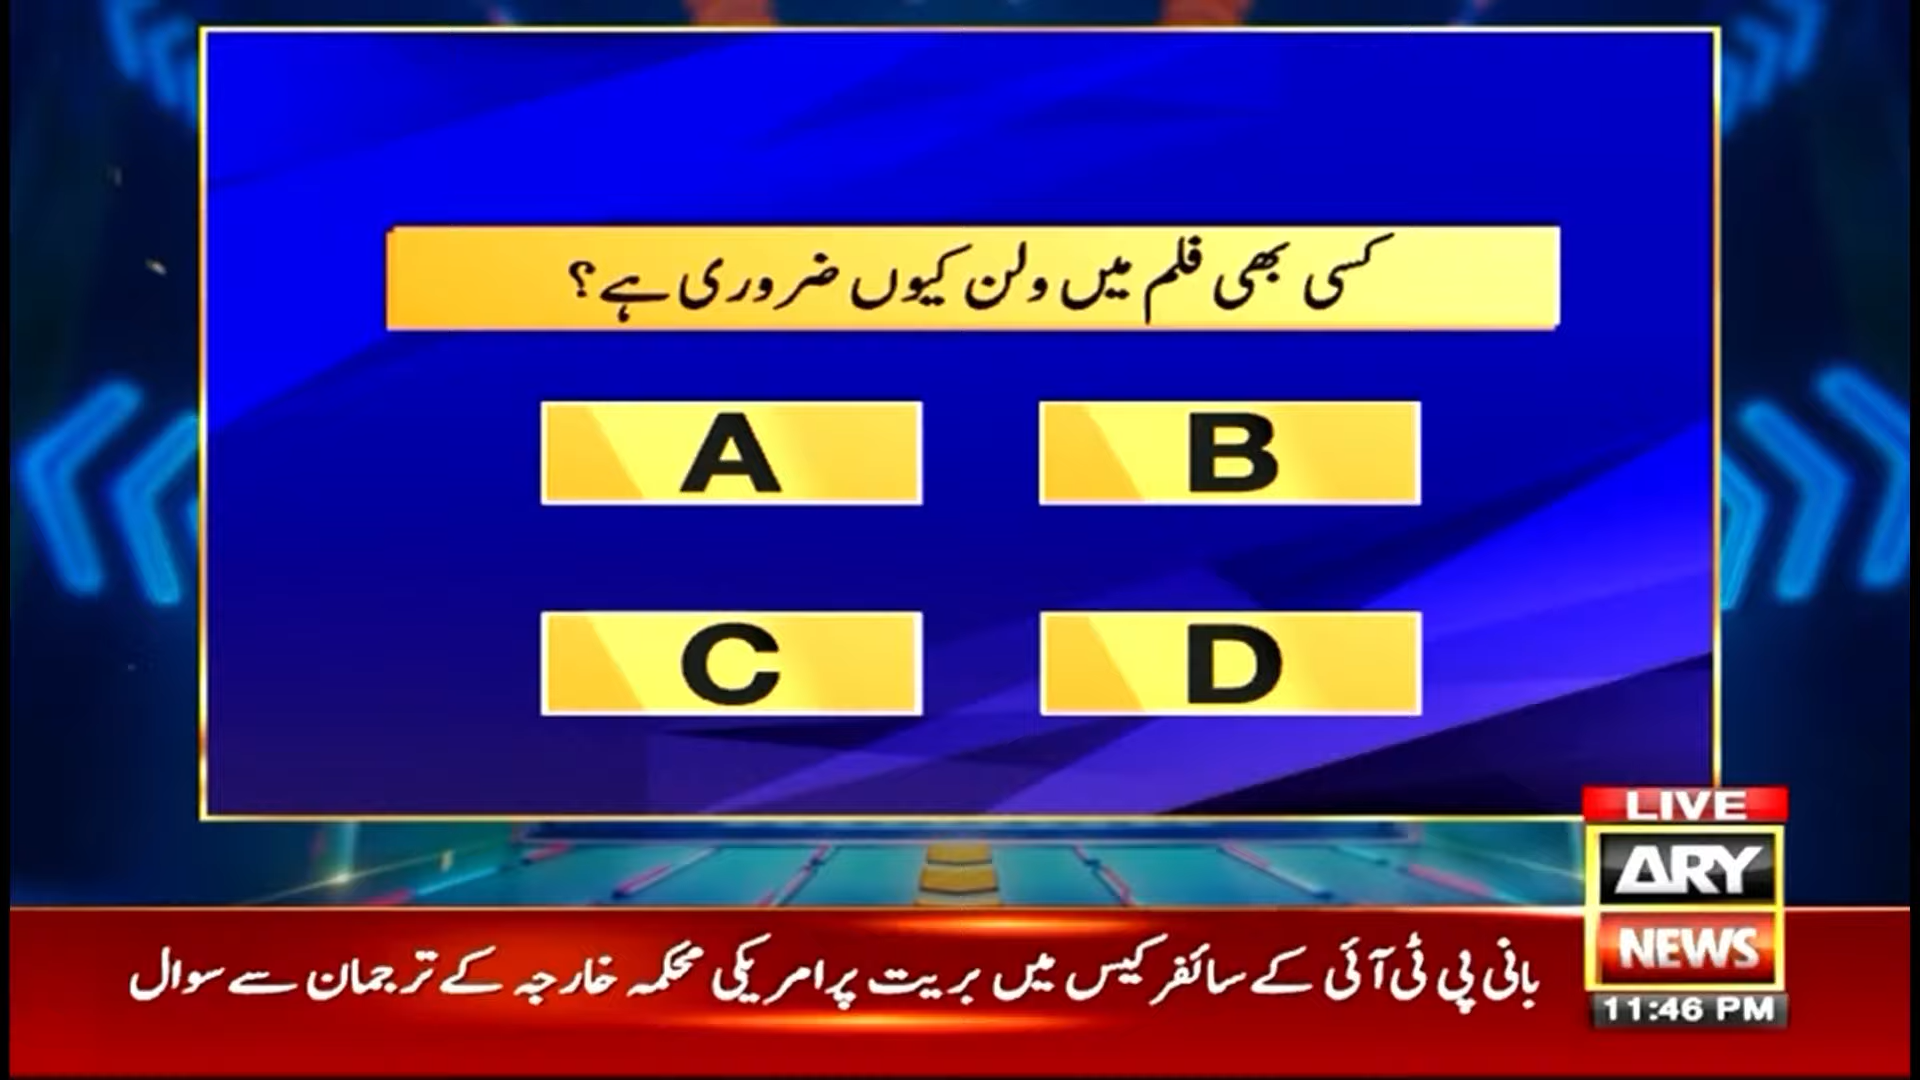 کسی بھی فلم میں ولن کیوں ضروری ہے؟
A
B
C
D
LIVE
ARY
NEWS
11:46 PM
بانی پی ٹی آئی کے سائفر کیس میں بریت پر امریکی محکمہ خارجہ کے ترجمان سے سوال